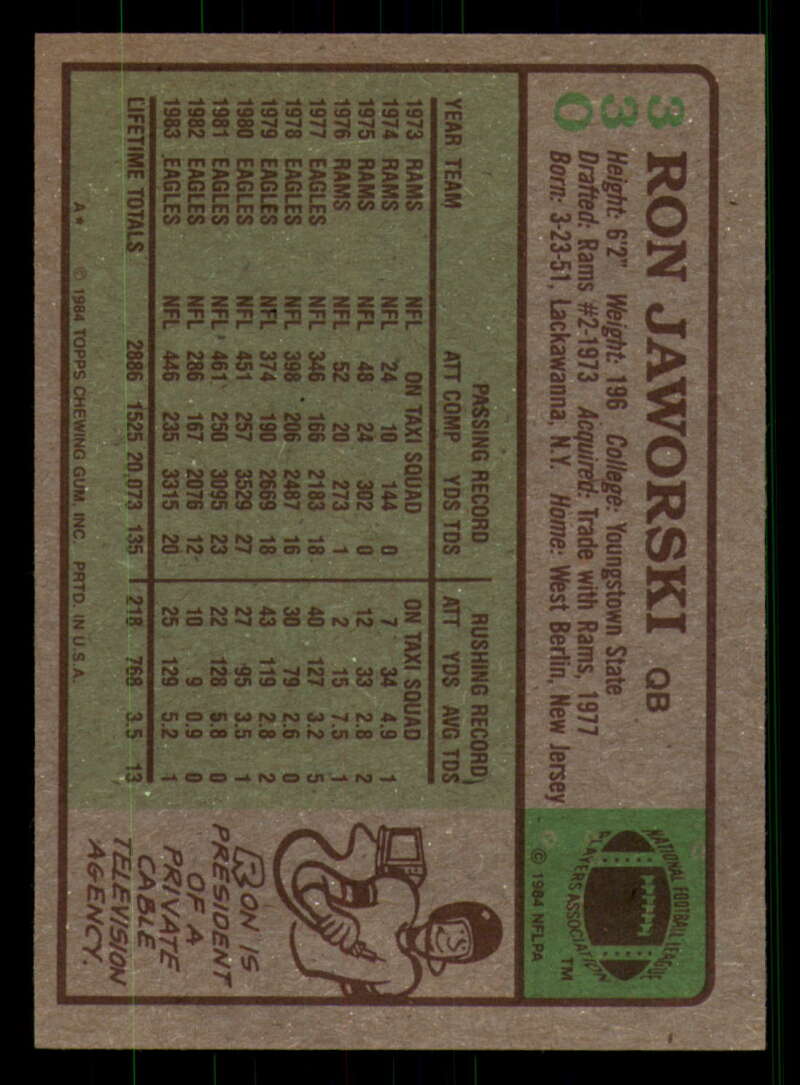 330
RON JAWORSKI QB
Height: 6'2" Weight: 196 College: Youngstown State
Drafted: Rams #2-1973 Acquired: Trade with Rams, 1977
Born: 3-23-51, Lackawanna, N.Y. Home: West Berlin, New Jersey
NATIONAL FOOTBALL LEAGUE
PLAYERS ASSOCIATION
TM
© 1984 NFLPA
PASSING RECORD RUSHING RECORD
YEAR TEAM ATT COMP YDS TDS ATT YDS AVG TDS
1973 RAMS NFL ON TAXI SQUAD ON TAXI SQUAD
1974 RAMS NFL 24 10 144 0 7 34 4.9 1
1975 RAMS NFL 48 24 302 0 12 33 2.8 2
1976 RAMS NFL 52 20 273 1 2 15 7.5 1
1977 EAGLES NFL 346 166 2183 18 40 127 3.2 5
1978 EAGLES NFL 398 206 2487 16 30 79 2.6 0
1979 EAGLES NFL 374 190 2669 18 43 119 2.8 2
1980 EAGLES NFL 451 257 3529 27 27 95 3.5 1
1981 EAGLES NFL 461 250 3095 23 22 128 5.8 0
1982 EAGLES NFL 286 167 2076 12 10 9 0.9 0
1983 EAGLES NFL 446 235 3315 20 25 129 5.2 1
LIFETIME TOTALS 2886 1525 20,073 135 218 768 3.5 13
A* © 1984 TOPPS CHEWING GUM, INC. PRTD. IN U.S.A.
RON IS
PRESIDENT
OF A
PRIVATE
CABLE
TELEVISION
AGENCY.